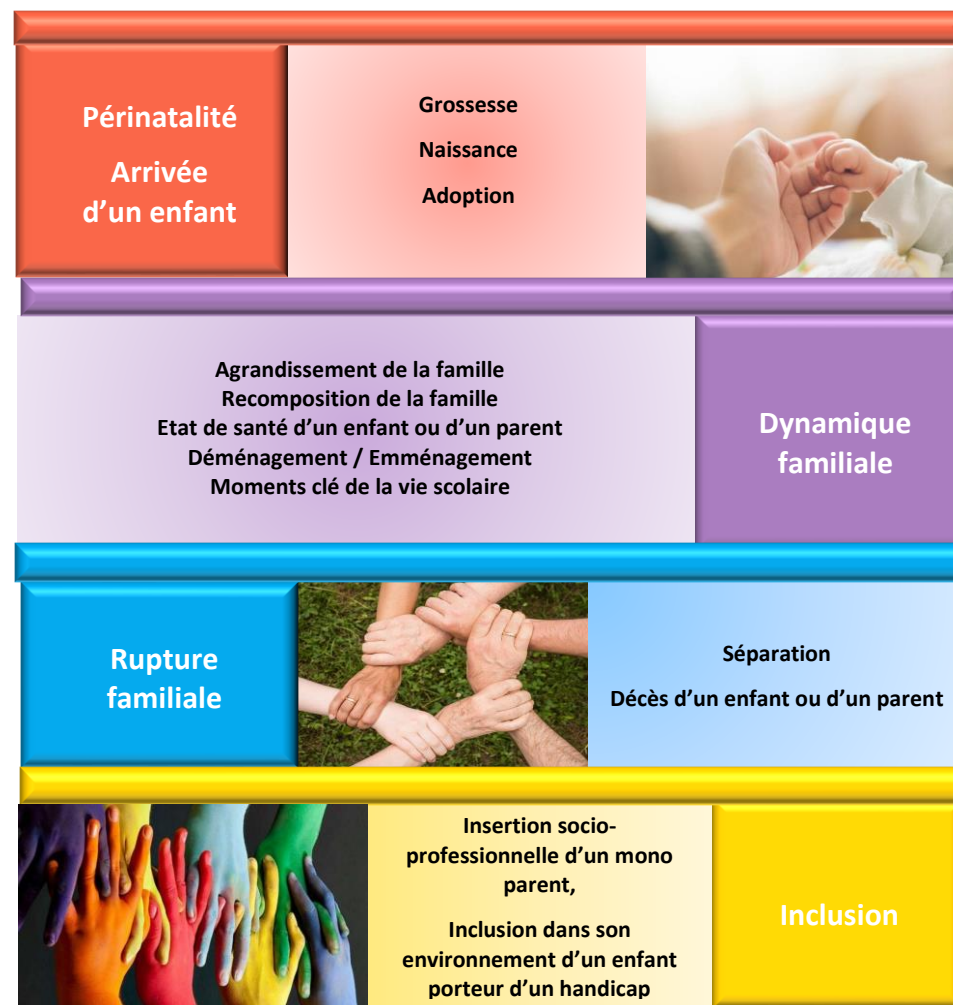 Périnatalité
Arrivée
d’un enfant
Grossesse
Naissance
Adoption
Agrandissement de la famille
Recomposition de la famille
Etat de santé d’un enfant ou d’un parent
Déménagement / Emménagement
Moments clé de la vie scolaire
Dynamique
familiale
Rupture
familiale
Séparation
Décès d’un enfant ou d’un parent
Insertion socio-
professionnelle d’un mono
parent,
Inclusion dans son
environnement d’un enfant
porteur d’un handicap
Inclusion